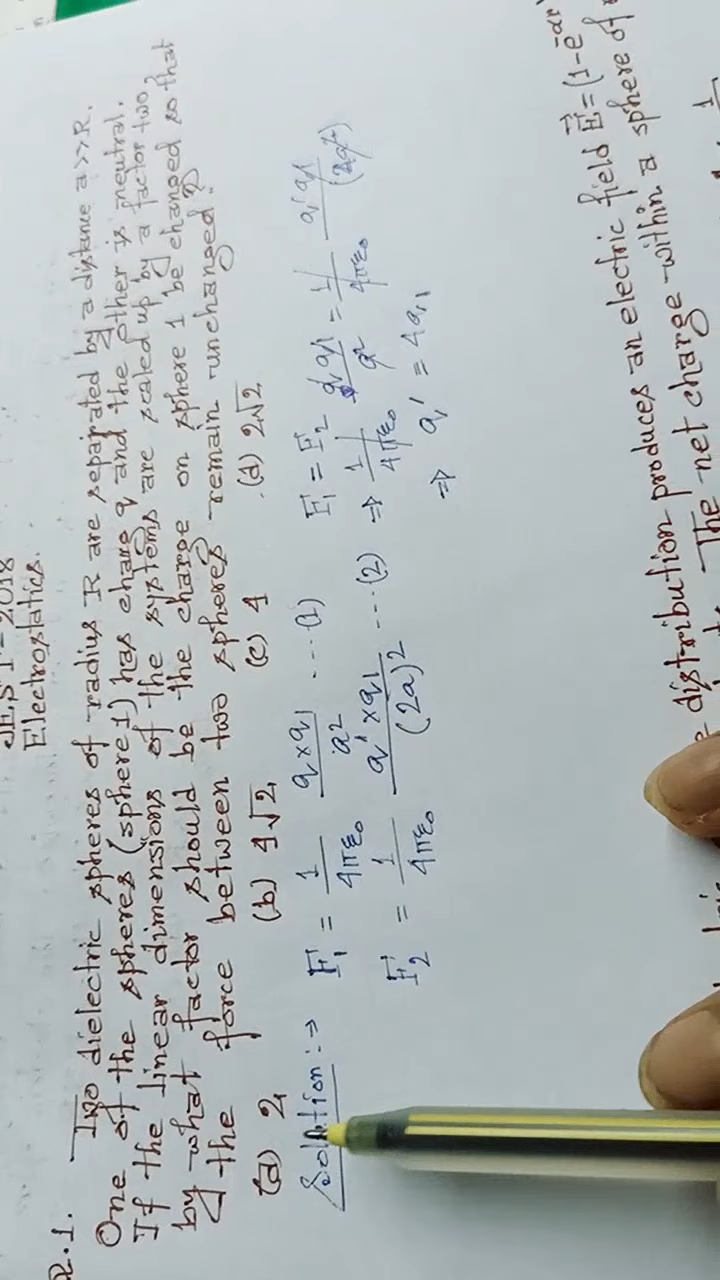 JEST-2018
Electrostatics.
Q.1. Two dielectric spheres of radius R are separated by a distance a>>R.
One of the spheres (sphere 1) has charg q and the other is neutral.
If the linear dimensions of the systems are scaled up by a factor two,
by what factor should be the charge on sphere 1 be changed so that
the force between two spheres remain unchanged?
(a) 2 (b) 4√2 (c) 4 (d) 2√2
Solution:→ F₁ = 1/4πε₀ q×q₁/a² ---(1) F₁ = F₂
F₂ = 1/4πε₀ q'×q₁/(2a)² ---(2) ⇒ 1/4πε₀ q q₁/a² = 1/4πε₀ q'q₁
⇒ q' = 4q
distribution produces an electric field E⃗=(1-e^-αr)
The net charge within a sphere of